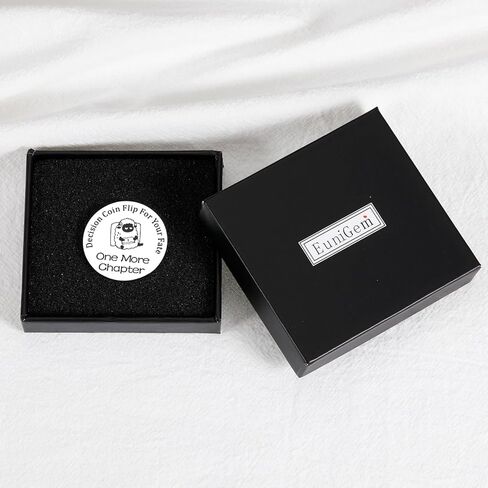 Decision Coin Flip For Your Fate
One More
Chapter
EuniGem